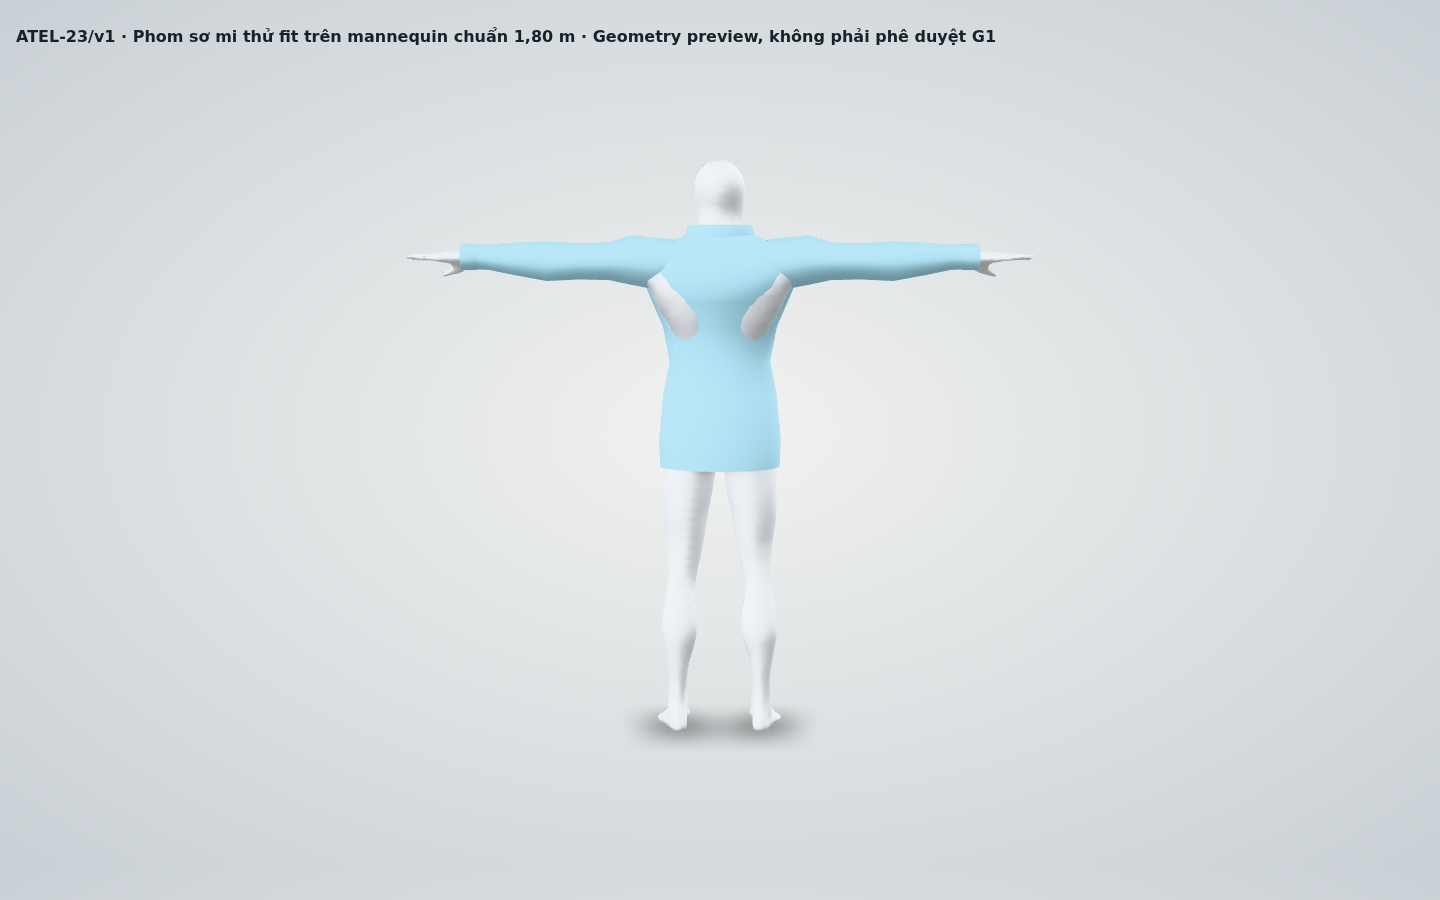 ATEL-23/v1 · Phom sơ mi thử fit trên mannequin chuẩn 1,80 m · Geometry preview, không phải phê duyệt G1